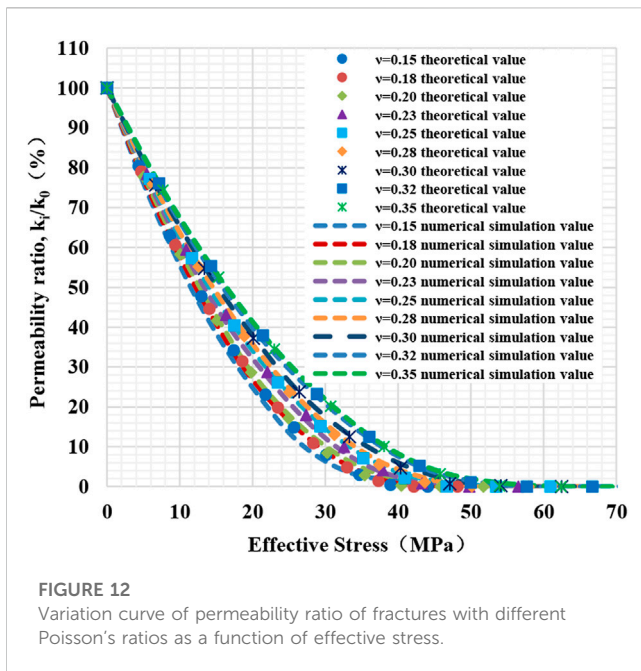 110
100
90
80
70
60
50
40
30
20
10
0
Permeability ratio, ki/k0 (%)
ν=0.15 theoretical value
ν=0.18 theoretical value
ν=0.20 theoretical value
ν=0.23 theoretical value
ν=0.25 theoretical value
ν=0.28 theoretical value
ν=0.30 theoretical value
ν=0.32 theoretical value
ν=0.35 theoretical value
ν=0.15 numerical simulation value
ν=0.18 numerical simulation value
ν=0.20 numerical simulation value
ν=0.23 numerical simulation value
ν=0.25 numerical simulation value
ν=0.28 numerical simulation value
ν=0.30 numerical simulation value
ν=0.32 numerical simulation value
ν=0.35 numerical simulation value
0 10 20 30 40 50 60 70
Effective Stress（MPa）
FIGURE 12
Variation curve of permeability ratio of fractures with different
Poisson's ratios as a function of effective stress.